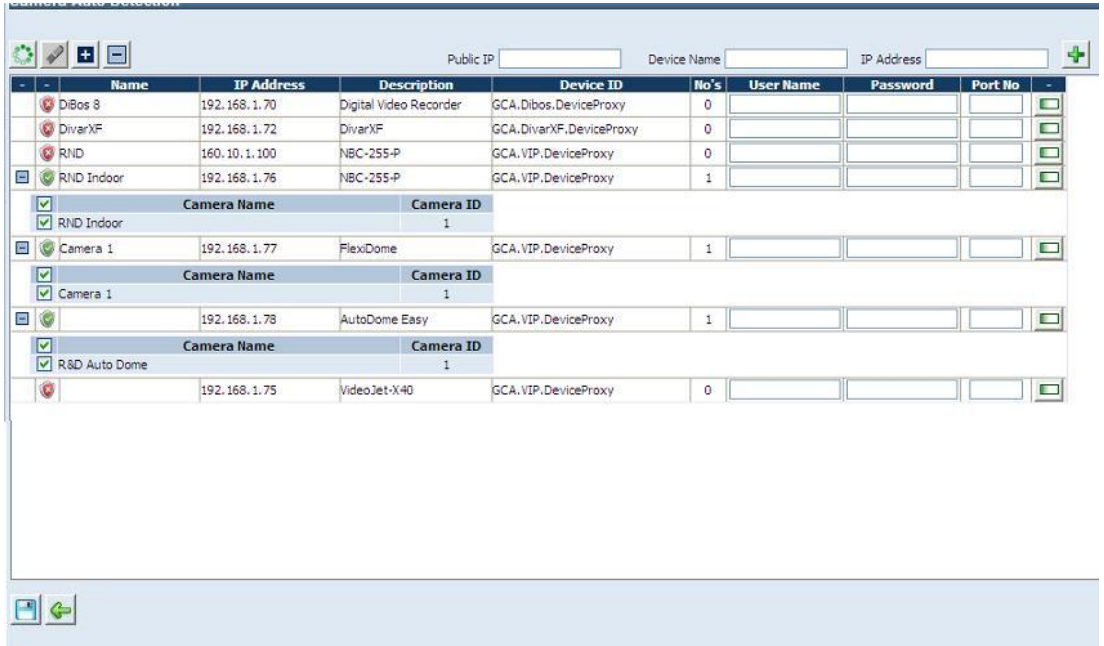 Camera Auto Detection
Public IP Device Name IP Address
- - Name IP Address Description Device ID No's User Name Password Port No -
DiBos 8 192.168.1.70 Digital Video Recorder GCA.Dibos.DeviceProxy 0
DivarXF 192.168.1.72 DivarXF GCA.DivarXF.DeviceProxy 0
RND 160.10.1.100 NBC-255-P GCA.VIP.DeviceProxy 0
RND Indoor 192.168.1.76 NBC-255-P GCA.VIP.DeviceProxy 1
Camera Name Camera ID
RND Indoor 1
Camera 1 192.168.1.77 FlexiDome GCA.VIP.DeviceProxy 1
Camera Name Camera ID
Camera 1 1
192.168.1.78 AutoDome Easy GCA.VIP.DeviceProxy 1
Camera Name Camera ID
R&D Auto Dome 1
192.168.1.75 VideoJet-X40 GCA.VIP.DeviceProxy 0